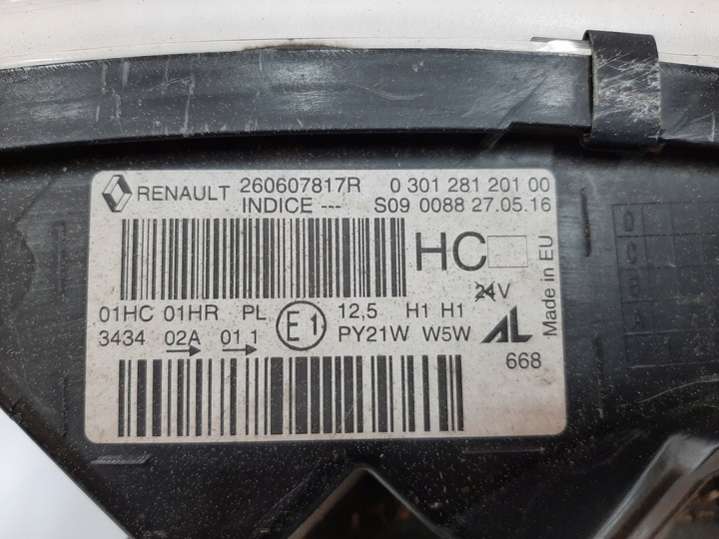 RENAULT 260607817R 0 301 281 201 00
INDICE --- S09 0088 27.05.16
HC
Made in EU
24V
01HC 01HR PL E1 12,5 H1 H1
3434 02A 01 1 PY21W W5W AL
668